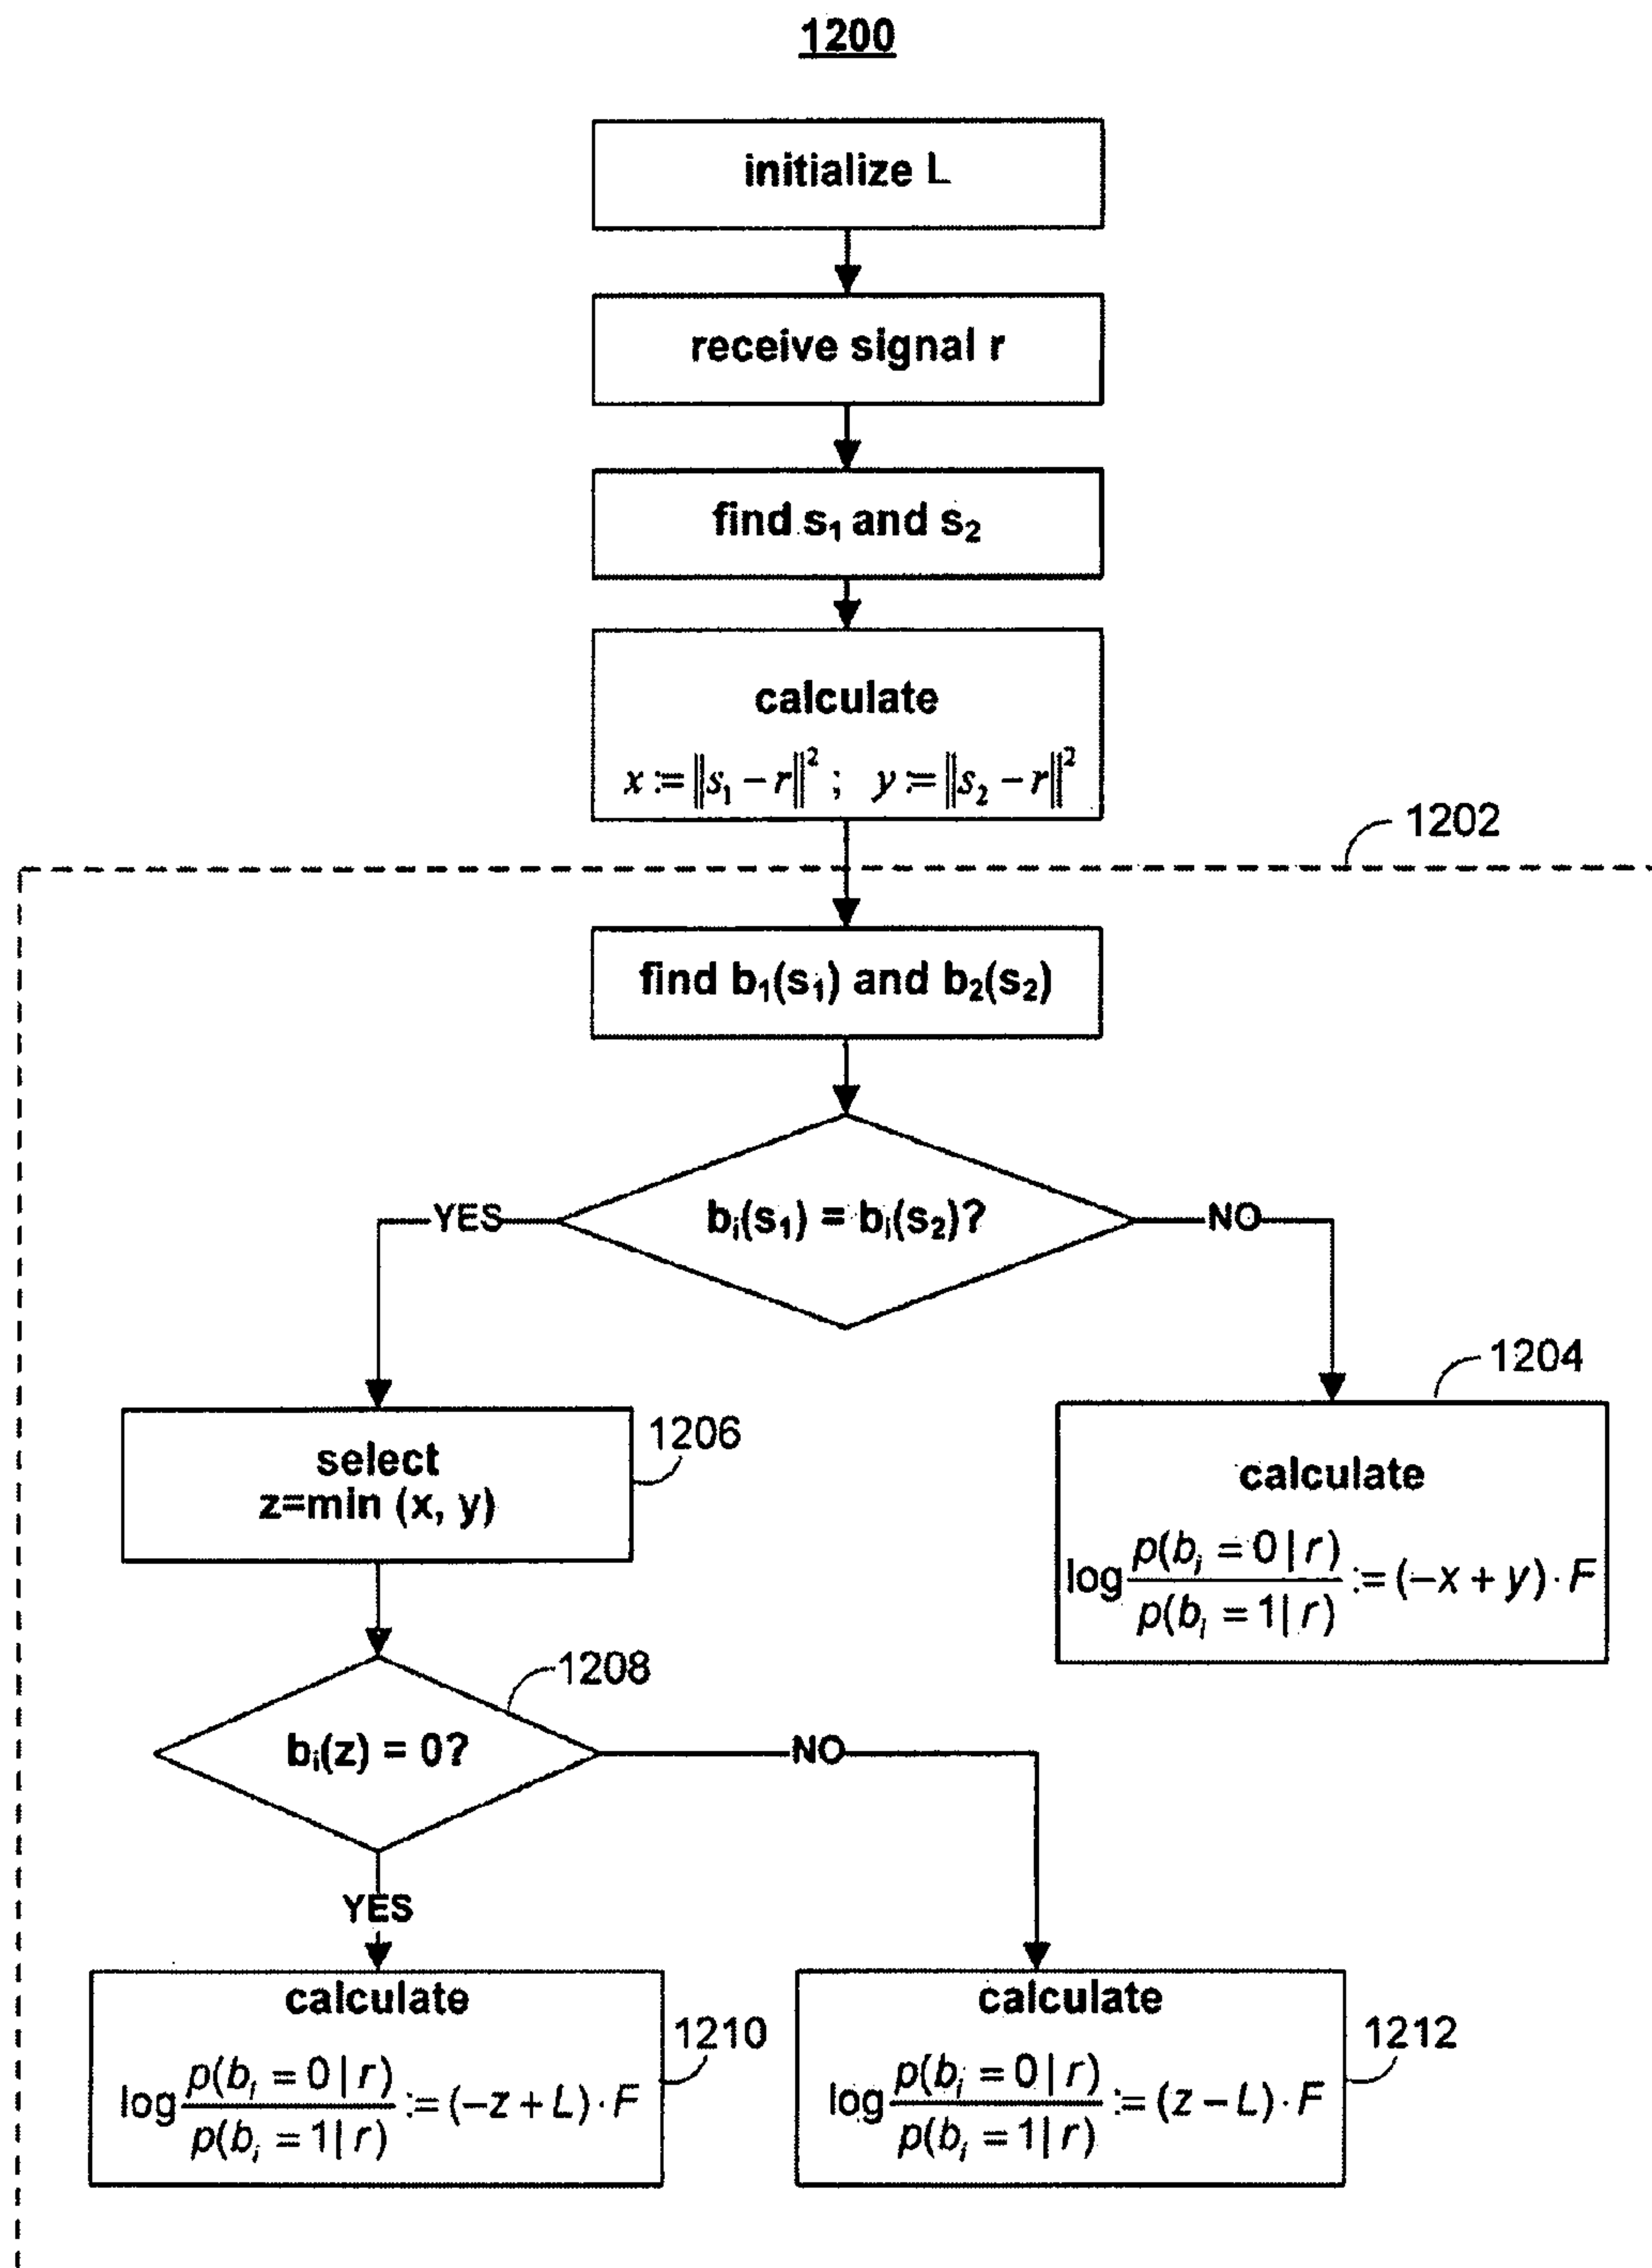 1200
initialize L
receive signal r
find s₁ and s₂
calculate
x := ‖s₁ − r‖² ; y := ‖s₂ − r‖²
1202
find b₁(s₁) and b₂(s₂)
bᵢ(s₁) = bᵢ(s₂)?
YES
NO
1204
calculate
log p(bᵢ = 0 | r) / p(bᵢ = 1 | r) := (−x + y) · F
1206
select
z=min (x, y)
1208
bᵢ(z) = 0?
NO
YES
calculate
log p(bᵢ = 0 | r) / p(bᵢ = 1 | r) := (−z + L) · F
1210
calculate
log p(bᵢ = 0 | r) / p(bᵢ = 1 | r) := (z − L) · F
1212